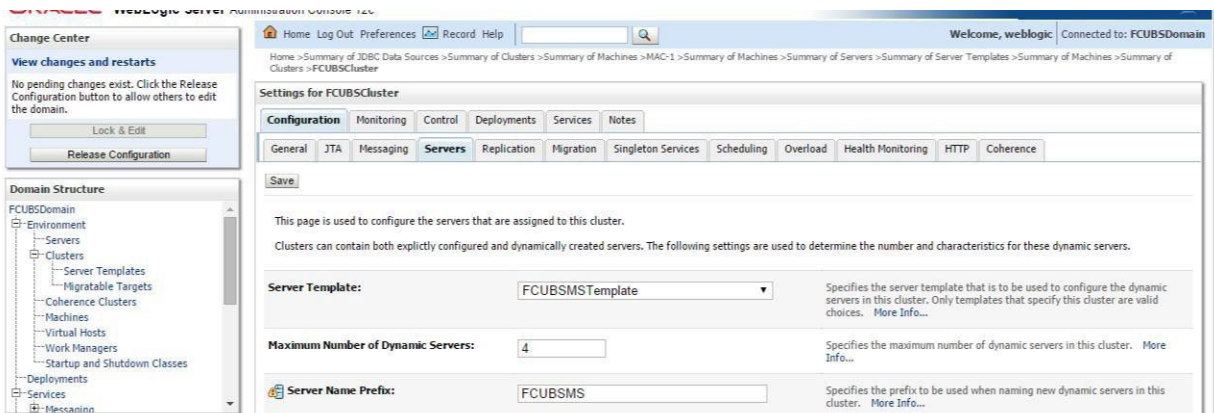 WebLogic Server Administration Console 12c
Change Center
View changes and restarts
No pending changes exist. Click the Release
Configuration button to allow others to edit
the domain.
Lock & Edit
Release Configuration
Domain Structure
FCUBSDomain
Environment
Servers
Clusters
Server Templates
Migratable Targets
Coherence Clusters
Machines
Virtual Hosts
Work Managers
Startup and Shutdown Classes
Deployments
Services
Messaging
Home Log Out Preferences Record Help
Welcome, weblogic Connected to: FCUBSDomain
Home >Summary of JDBC Data Sources >Summary of Clusters >Summary of Machines >MAC-1 >Summary of Machines >Summary of Servers >Summary of Server Templates >Summary of Machines >Summary of
Clusters >FCUBSCluster
Settings for FCUBSCluster
Configuration Monitoring Control Deployments Services Notes
General JTA Messaging Servers Replication Migration Singleton Services Scheduling Overload Health Monitoring HTTP Coherence
Save
This page is used to configure the servers that are assigned to this cluster.
Clusters can contain both explictly configured and dynamically created servers. The following settings are used to determine the number and characteristics for these dynamic servers.
Server Template: FCUBSMSTemplate
Specifies the server template that is to be used to configure the dynamic
servers in this cluster. Only templates that specify this cluster are valid
choices. More Info...
Maximum Number of Dynamic Servers: 4
Specifies the maximum number of dynamic servers in this cluster. More
Info...
Server Name Prefix: FCUBSMS
Specifies the prefix to be used when naming new dynamic servers in this
cluster. More Info...